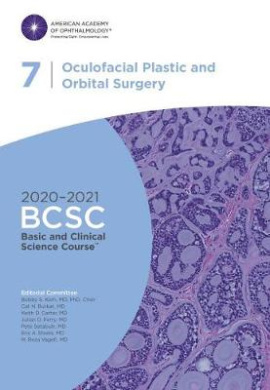 AMERICAN ACADEMY
OF OPHTHALMOLOGY®
Protecting Sight. Empowering Lives.
7
Oculofacial Plastic and
Orbital Surgery
2020–2021
BCSC
Basic and Clinical
Science Course™
Editorial Committee
Bobby S. Korn, MD, PhD, Chair
Cat N. Burkat, MD
Keith D. Carter, MD
Julian D. Perry, MD
Pete Setabutr, MD
Eric A. Steele, MD
M. Reza Vagefi, MD